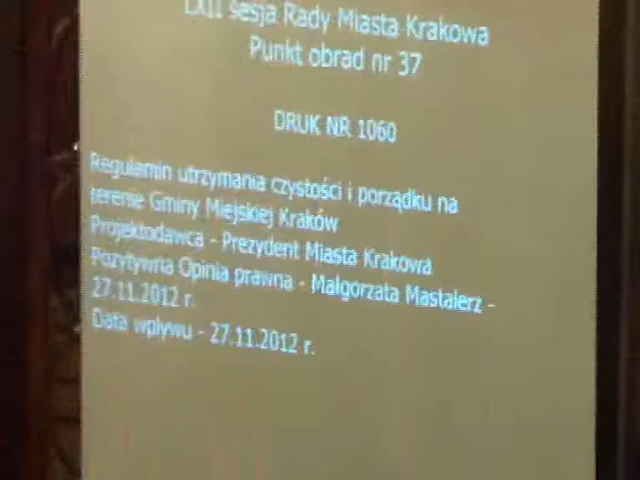 LXII sesja Rady Miasta Krakowa
Punkt obrad nr 37
DRUK NR 1060
Regulamin utrzymania czystości i porządku na
terenie Gminy Miejskiej Kraków
Projektodawca - Prezydent Miasta Krakowa
Pozytywna Opinia prawna - Małgorzata Mastalerz -
27.11.2012 r.
Data wpływu - 27.11.2012 r.